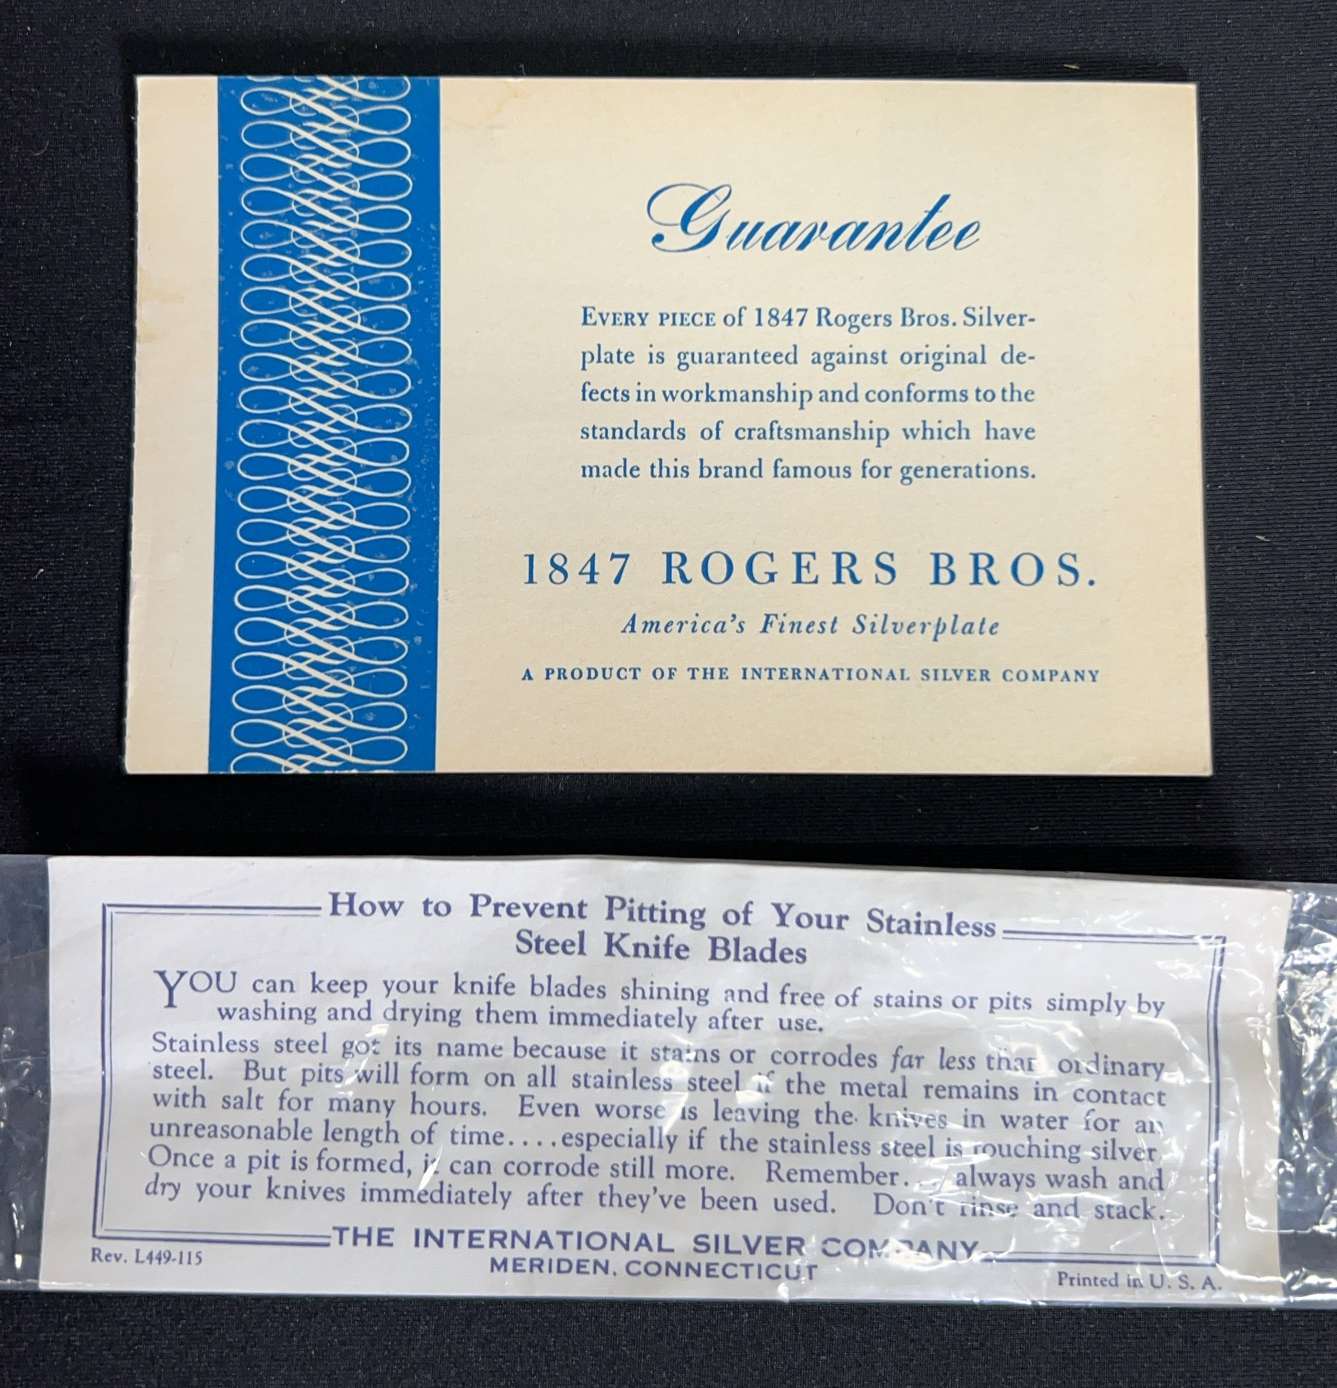 Guarantee
EVERY PIECE of 1847 Rogers Bros. Silver-
plate is guaranteed against original de-
fects in workmanship and conforms to the
standards of craftsmanship which have
made this brand famous for generations.
1847 ROGERS BROS.
America's Finest Silverplate
A PRODUCT OF THE INTERNATIONAL SILVER COMPANY
How to Prevent Pitting of Your Stainless
Steel Knife Blades
YOU can keep your knife blades shining and free of stains or pits simply by
washing and drying them immediately after use.
Stainless steel got its name because it stains or corrodes far less than ordinary
steel. But pits will form on all stainless steel if the metal remains in contact
with salt for many hours. Even worse is leaving the knives in water for an
unreasonable length of time....especially if the stainless steel is touching silver.
Once a pit is formed, it can corrode still more. Remember... always wash and
dry your knives immediately after they've been used. Don't rinse and stack.
THE INTERNATIONAL SILVER COMPANY
MERIDEN, CONNECTICUT
Rev. L449-115
Printed in U. S. A.